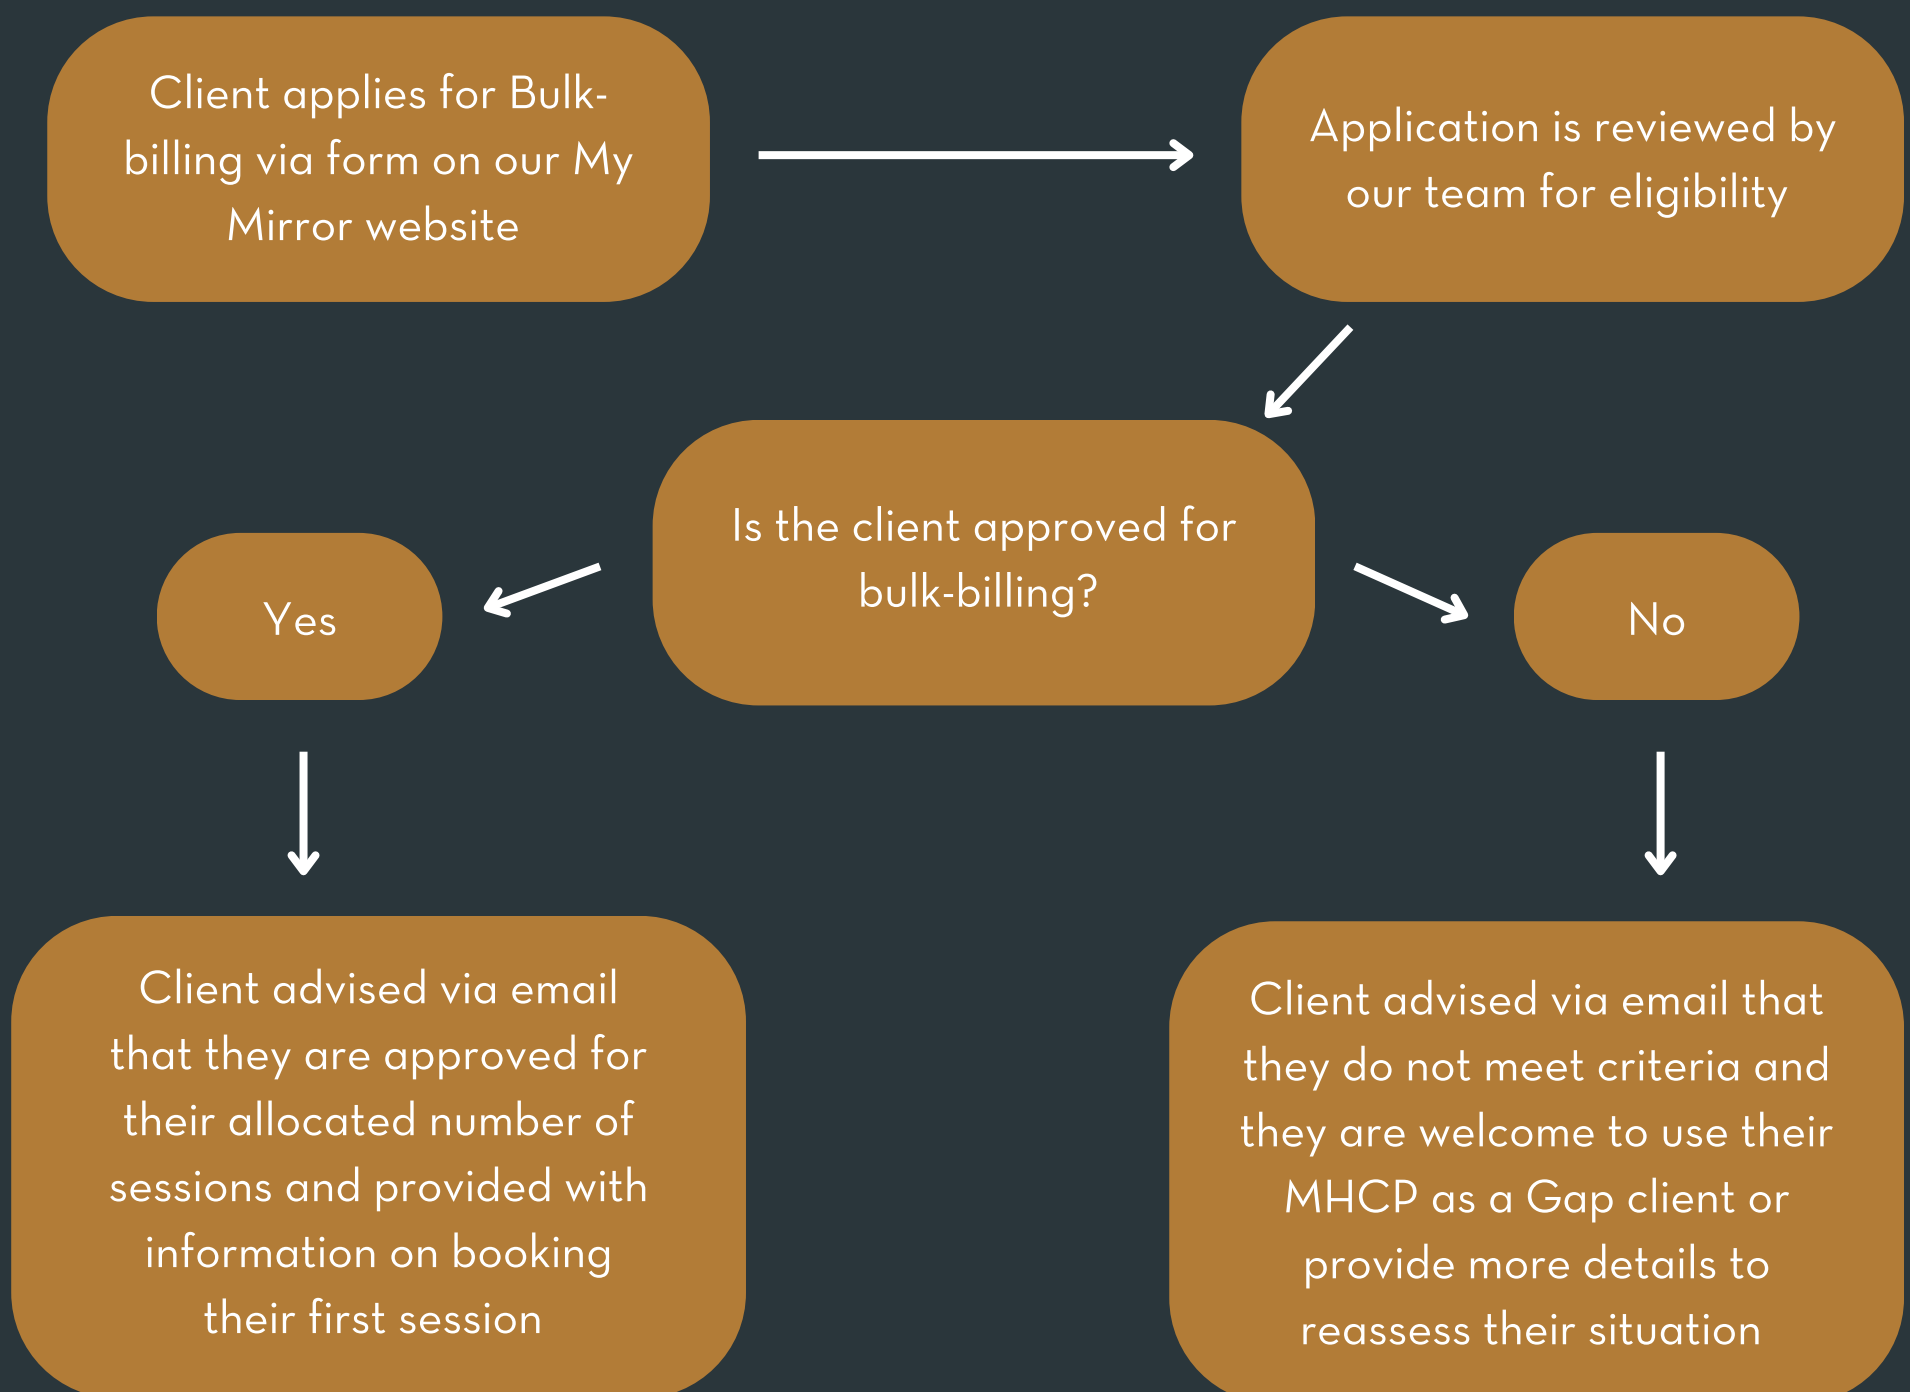 Client applies for Bulk-
billing via form on our My
Mirror website
Application is reviewed by
our team for eligibility
Is the client approved for
bulk-billing?
Yes
No
Client advised via email
that they are approved for
their allocated number of
sessions and provided with
information on booking
their first session
Client advised via email that
they do not meet criteria and
they are welcome to use their
MHCP as a Gap client or
provide more details to
reassess their situation